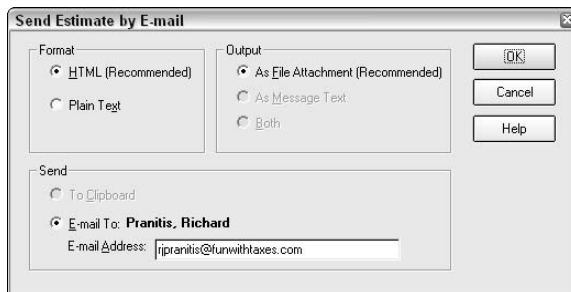 Send Estimate by E-mail
Format
HTML (Recommended)
Plain Text
Output
As File Attachment (Recommended)
As Message Text
Both
OK
Cancel
Help
Send
To Clipboard
E-mail To: Pranitis, Richard
E-mail Address: rjpranitis@funwithtaxes.com